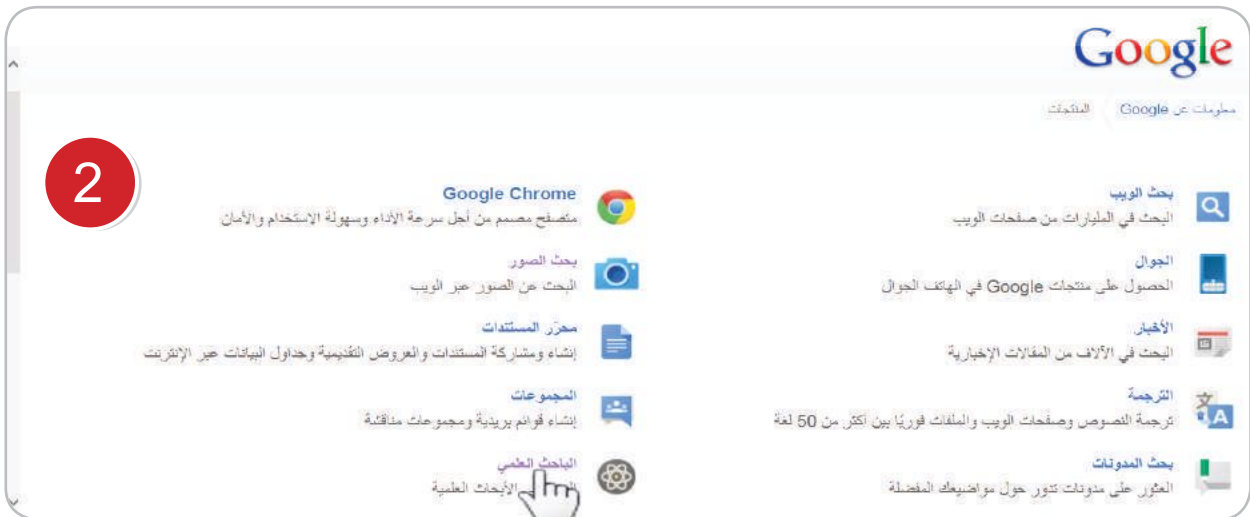 Google
معلومات عن Google المنتجات
2
بحث الويب
البحث في المليارات من صفحات الويب
Google Chrome
متصفح مصمم من أجل سرعة الأداء وسهولة الاستخدام والأمان
الجوال
الحصول على منتجات Google في الهاتف الجوال
بحث الصور
البحث عن الصور عبر الويب
الأخبار
البحث في الآلاف من المقالات الإخبارية
محرّر المستندات
إنشاء ومشاركة المستندات والعروض التقديمية وجداول البيانات عبر الإنترنت
الترجمة
ترجمة النصوص وصفحات الويب والملفات فوريًا بين أكثر من 50 لغة
المجموعات
إنشاء قوائم بريدية ومجموعات مناقشة
بحث المدونات
العثور على مدونات تدور حول مواضيعك المفضلة
الباحث العلمي
الأبحاث العلمية